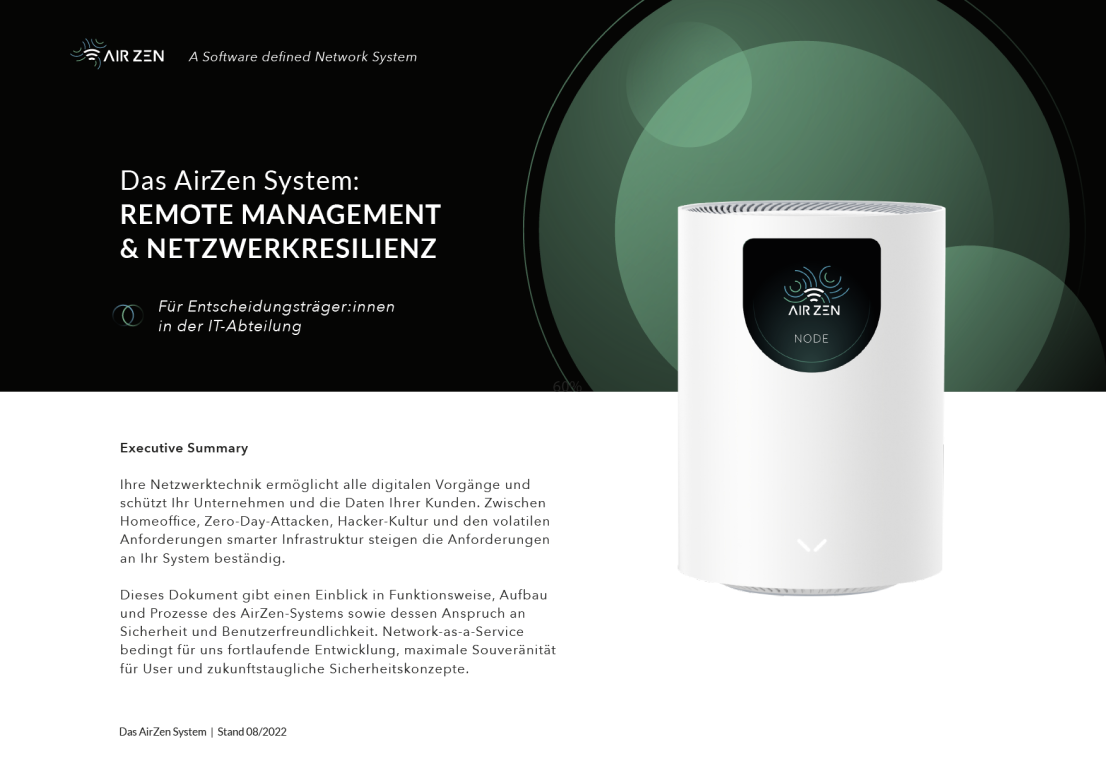 AIR ZEN
A Software defined Network System
Das AirZen System:
REMOTE MANAGEMENT
& NETZWERKRESILIENZ
Für Entscheidungsträger:innen
in der IT-Abteilung
AIR ZEN
NODE
60%
Executive Summary
Ihre Netzwerktechnik ermöglicht alle digitalen Vorgänge und
schützt Ihr Unternehmen und die Daten Ihrer Kunden. Zwischen
Homeoffice, Zero-Day-Attacken, Hacker-Kultur und den volatilen
Anforderungen smarter Infrastruktur steigen die Anforderungen
an Ihr System beständig.
Dieses Dokument gibt einen Einblick in Funktionsweise, Aufbau
und Prozesse des AirZen-Systems sowie dessen Anspruch an
Sicherheit und Benutzerfreundlichkeit. Network-as-a-Service
bedingt für uns fortlaufende Entwicklung, maximale Souveränität
für User und zukunftstaugliche Sicherheitskonzepte.
Das AirZen System | Stand 08/2022